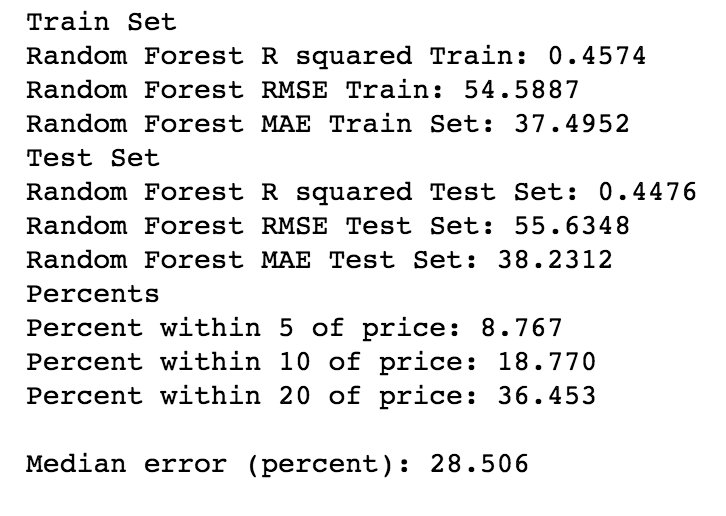 Train Set
Random Forest R squared Train: 0.4574
Random Forest RMSE Train: 54.5887
Random Forest MAE Train Set: 37.4952
Test Set
Random Forest R squared Test Set: 0.4476
Random Forest RMSE Test Set: 55.6348
Random Forest MAE Test Set: 38.2312
Percents
Percent within 5 of price: 8.767
Percent within 10 of price: 18.770
Percent within 20 of price: 36.453
Median error (percent): 28.506